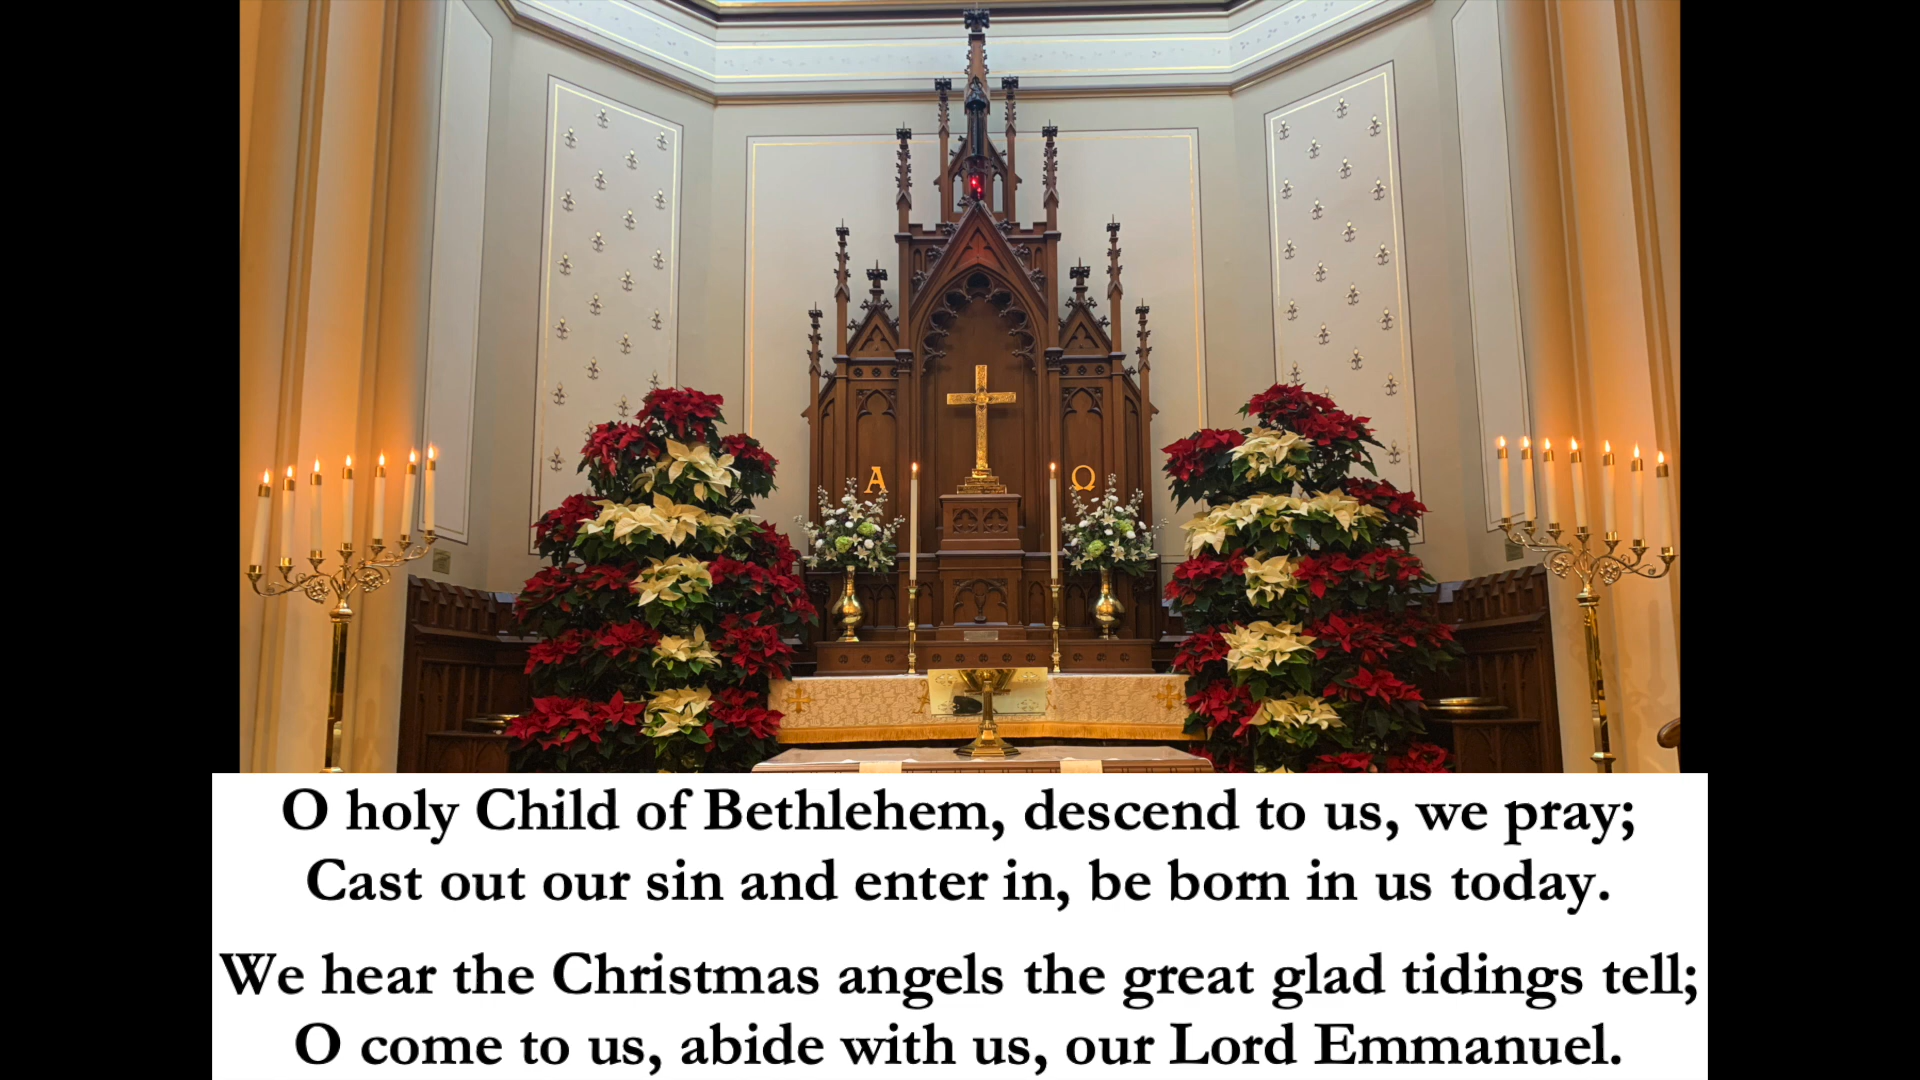 Α Ω
O holy Child of Bethlehem, descend to us, we pray;
Cast out our sin and enter in, be born in us today.
We hear the Christmas angels the great glad tidings tell;
O come to us, abide with us, our Lord Emmanuel.